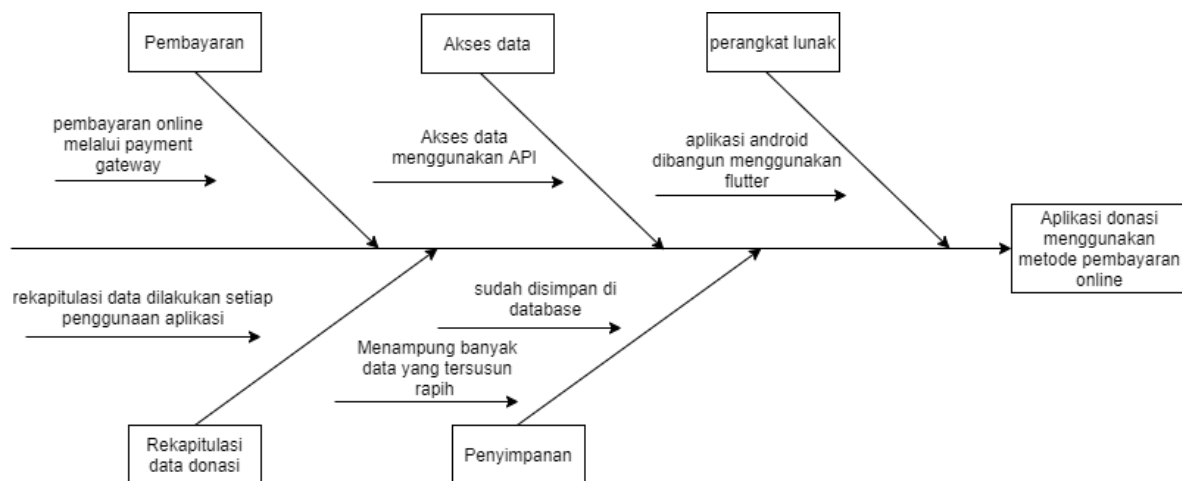 Pembayaran
Akses data
perangkat lunak
pembayaran online
melalui payment
gateway
Akses data
menggunakan API
aplikasi android
dibangun menggunakan
flutter
Aplikasi donasi
menggunakan
metode pembayaran
online
rekapitulasi data dilakukan setiap
penggunaan aplikasi
sudah disimpan di
database
Menampung banyak
data yang tersusun
rapih
Rekapitulasi
data donasi
Penyimpanan